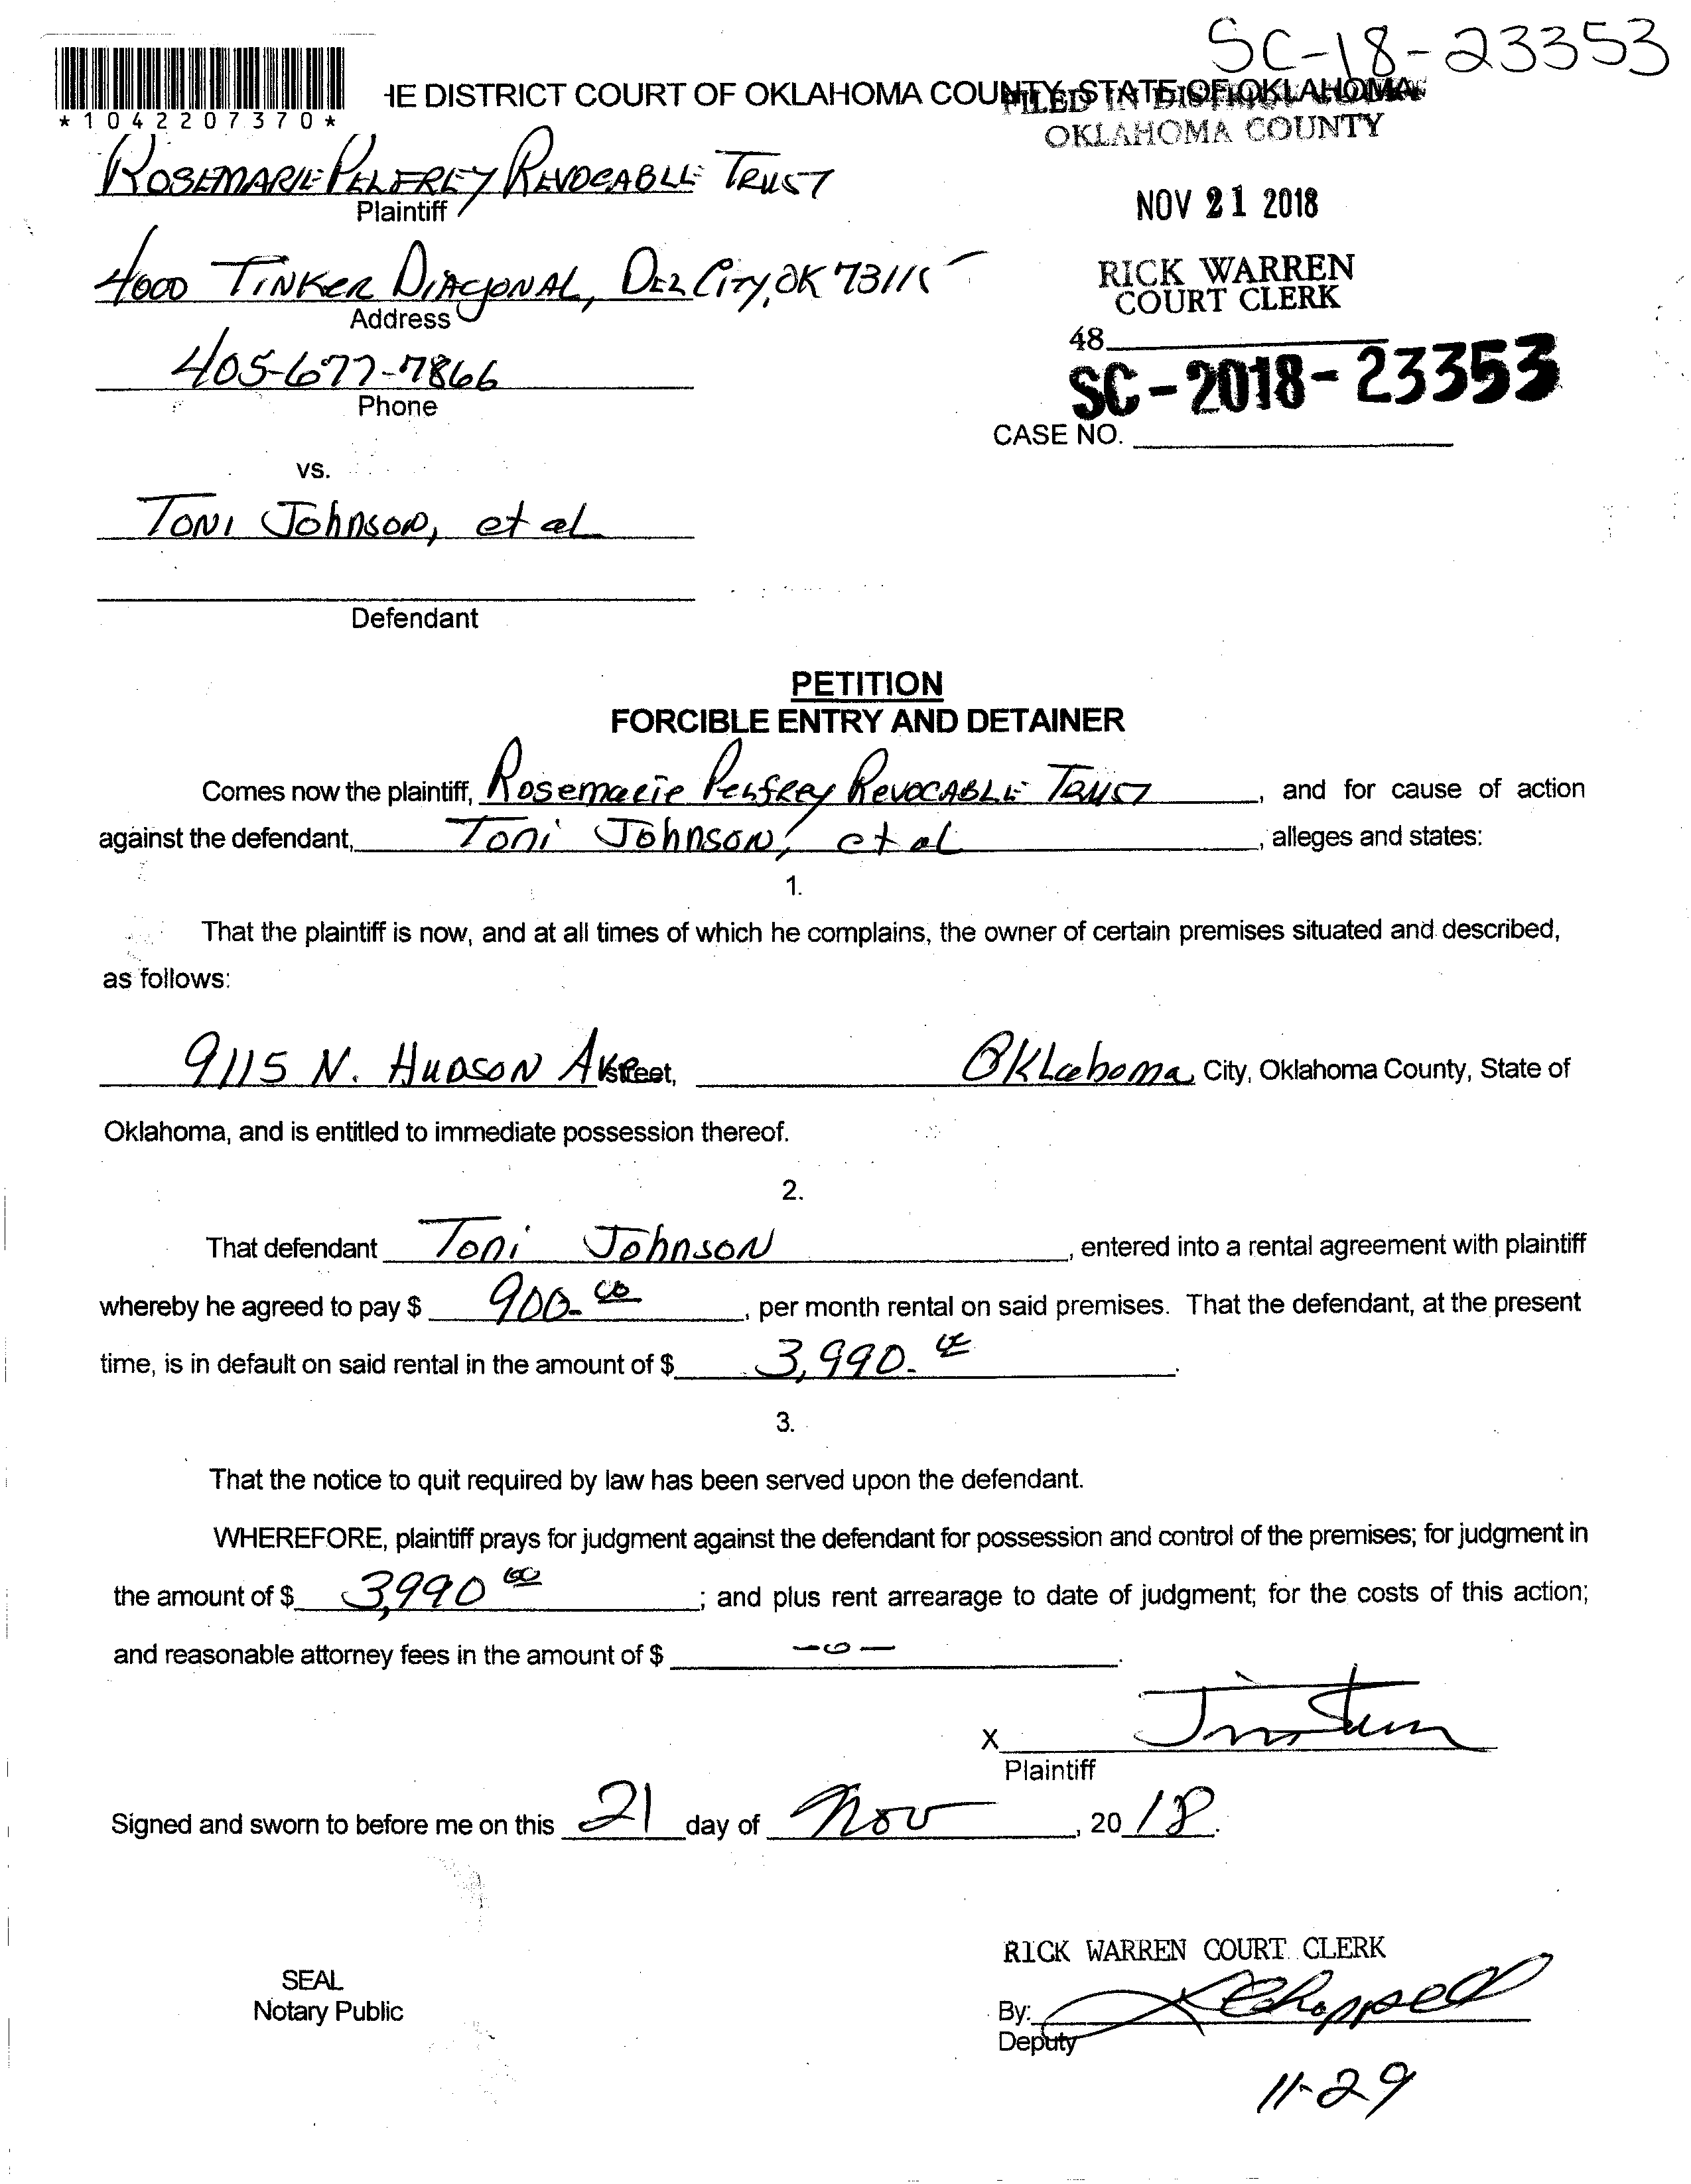 SC-18-23353
HE DISTRICT COURT OF OKLAHOMA COUNTY, STATE OF OKLAHOMA
FILED IN DISTRICT
*1042207370*
OKLAHOMA COUNTY
ROSEMARIE PELFREY REVOCABLE TRUST
Plaintiff
NOV 21 2018
4000 TINKER DIAGONAL, DEL CITY, OK 73115
Address
RICK WARREN
COURT CLERK
405-677-7866
Phone
48
SC-2018-23353
CASE NO.
vs.
TONI JOHNSON, et al
Defendant
PETITION
FORCIBLE ENTRY AND DETAINER
Comes now the plaintiff, Rosemarie Pelfrey REVOCABLE TRUST, and for cause of action
against the defendant, Toni Johnson, et al, alleges and states:
1.
That the plaintiff is now, and at all times of which he complains, the owner of certain premises situated and described,
as follows:
9115 N. HUDSON AVE Street, Oklahoma City, Oklahoma County, State of
Oklahoma, and is entitled to immediate possession thereof.
2.
That defendant Toni Johnson, entered into a rental agreement with plaintiff
whereby he agreed to pay $ 900.00, per month rental on said premises. That the defendant, at the present
time, is in default on said rental in the amount of $ 3,990.00.
3.
That the notice to quit required by law has been served upon the defendant.
WHEREFORE, plaintiff prays for judgment against the defendant for possession and control of the premises; for judgment in
the amount of $ 3,990 00; and plus rent arrearage to date of judgment; for the costs of this action;
and reasonable attorney fees in the amount of $ -0-.
X
Plaintiff
Signed and sworn to before me on this 21 day of Nov, 2018.
RICK WARREN COURT CLERK
SEAL
Notary Public
By: Chappell
Deputy
11-29